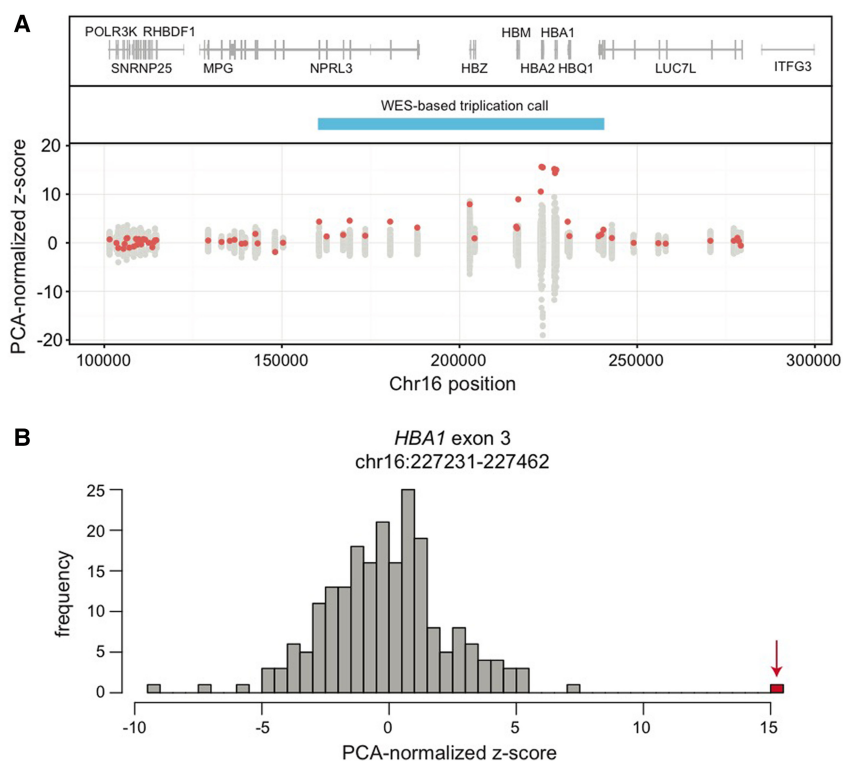 A
POLR3K RHBDF1
HBM HBA1
SNRNP25 MPG NPRL3 HBZ HBA2 HBQ1 LUC7L ITFG3
WES-based triplication call
PCA-normalized z-score
20
10
0
-10
-20
100000 150000 200000 250000 300000
Chr16 position
B
HBA1 exon 3
chr16:227231-227462
frequency
25
20
15
10
5
0
-10 -5 0 5 10 15
PCA-normalized z-score